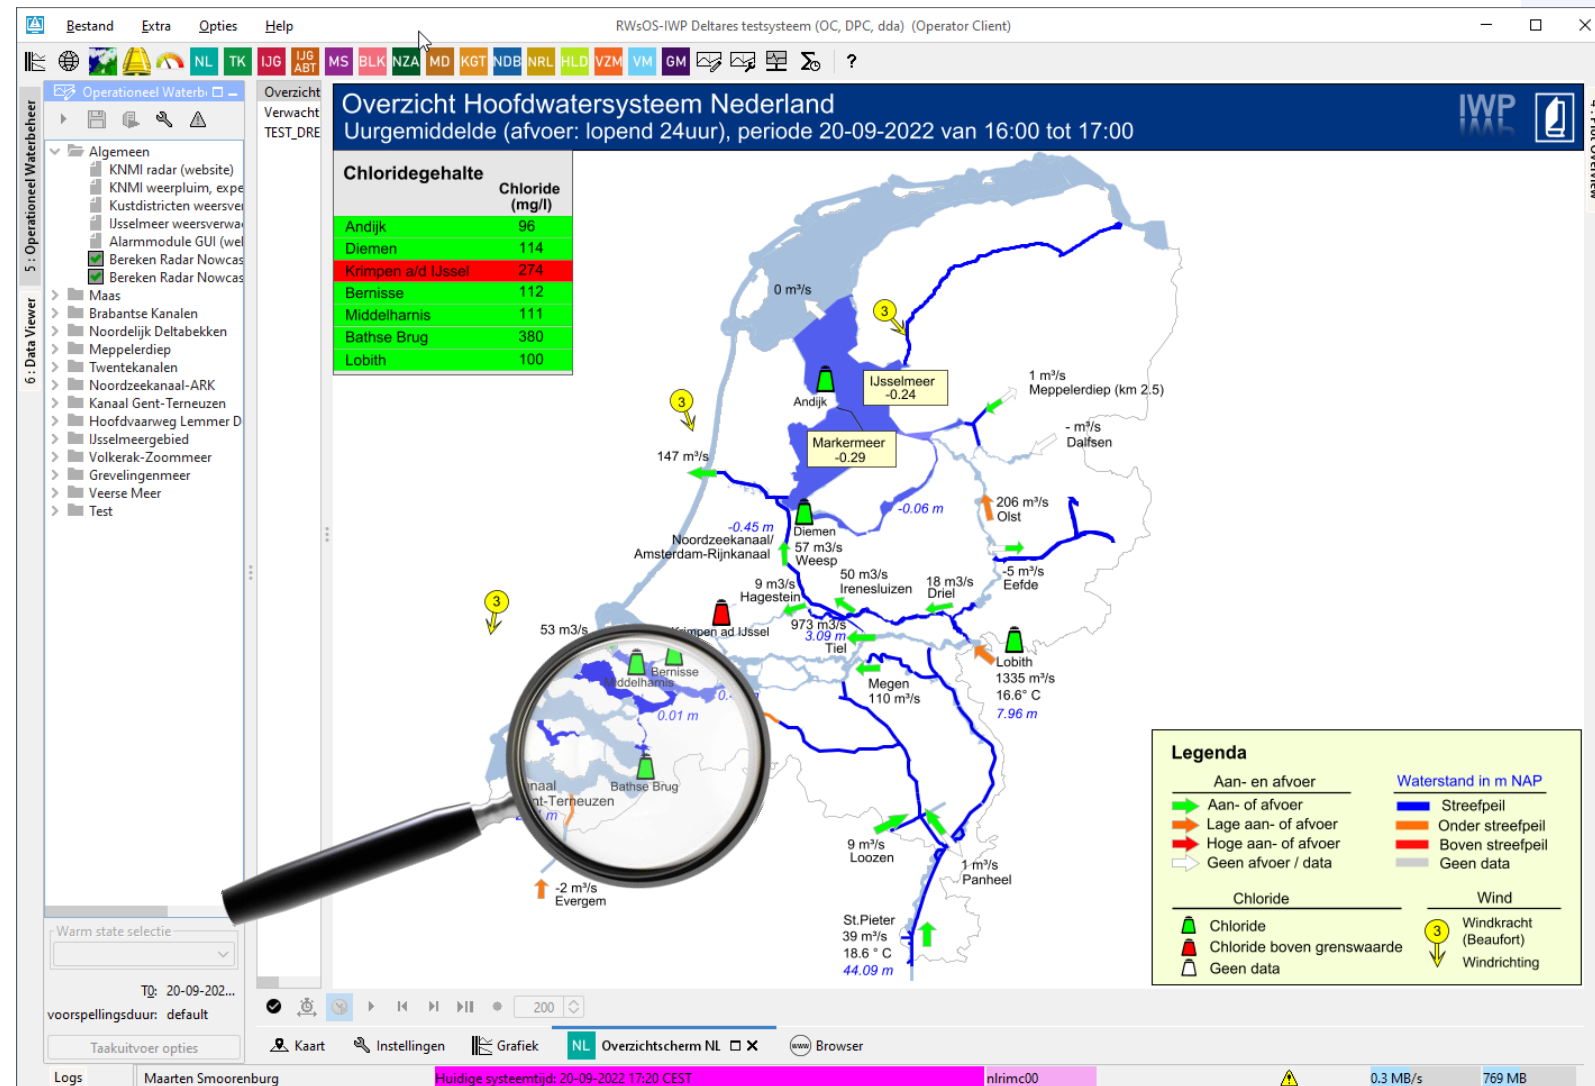 Bestand Extra Opties Help RWsOS-IWP Deltares testsysteem (OC, DPC, dda) (Operator Client)
NL TK IJG IJG ABT MS BLK NZA MD KGT NDB NRL HLD VZM VM GM ?
5 : Operationeel Waterbeheer
6 : Data Viewer
Operationeel Waterb
Algemeen
KNMI radar (website)
KNMI weerpluim, expe
Kustdistricten weersver
IJsselmeer weersverwa
Alarmmodule GUI (wel
Bereken Radar Nowcas
Bereken Radar Nowcas
Maas
Brabantse Kanalen
Noordelijk Deltabekken
Meppelerdiep
Twentekanalen
Noordzeekanaal-ARK
Kanaal Gent-Terneuzen
Hoofdvaarweg Lemmer D
IJsselmeergebied
Volkerak-Zoommeer
Grevelingenmeer
Veerse Meer
Test
Warm state selectie
T0: 20-09-202...
voorspellingsduur: default
Taakuitvoer opties
Overzicht
Verwacht
TEST_DRE
Overzicht Hoofdwatersysteem Nederland
Uurgemiddelde (afvoer: lopend 24uur), periode 20-09-2022 van 16:00 tot 17:00
IWP
Chloridegehalte
Chloride
(mg/l)
Andijk 96
Diemen 114
Krimpen a/d IJssel 274
Bernisse 112
Middelharnis 111
Bathse Brug 380
Lobith 100
0 m³/s
3
IJsselmeer
-0.24
Andijk
1 m³/s
Meppelerdiep (km 2.5)
3
Markermeer
-0.29
- m³/s
Dalfsen
147 m³/s
206 m³/s
Olst
-0.06 m
-0.45 m
Diemen
Noordzeekanaal/
Amsterdam-Rijnkanaal
57 m3/s
Weesp
-5 m³/s
Eefde
9 m3/s
Hagestein
50 m3/s
Irenesluizen
18 m3/s
Driel
3
53 m3/s
Krimpen ad IJssel
973 m3/s
3.09 m
Tiel
Lobith
1335 m³/s
16.6° C
7.96 m
Megen
110 m³/s
Bernisse
Middelharnis
0.01 m
Bathse Brug
naal
nt-Terneuzen
-2 m³/s
Evergem
9 m³/s
Loozen
1 m³/s
Panheel
St.Pieter
39 m³/s
18.6 ° C
44.09 m
Legenda
Aan- en afvoer
Aan- of afvoer
Lage aan- of afvoer
Hoge aan- of afvoer
Geen afvoer / data
Waterstand in m NAP
Streefpeil
Onder streefpeil
Boven streefpeil
Geen data
Chloride
Chloride
Chloride boven grenswaarde
Geen data
Wind
3
Windkracht
(Beaufort)
Windrichting
200
Kaart Instellingen Grafiek NL Overzichtscherm NL www Browser
Logs Maarten Smoorenburg Huidige systeemtijd: 20-09-2022 17:20 CEST nlrimc00 0.3 MB/s 769 MB